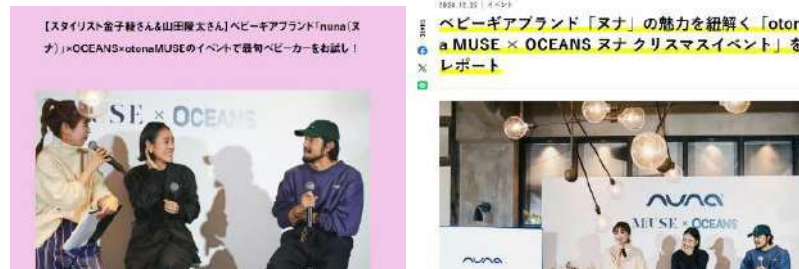 【スタイリスト金子綾さん&山田陵太さん】ベビーギアブランド「nuna(ヌ
ナ)」×OCEANS×otonaMUSEのイベントで最旬ベビーカーをお試し！
MUSE × OCEANS
2024.12.22 | イベント
SHARE
ベビーギアブランド「ヌナ」の魅力を紐解く「oton
a MUSE × OCEANS ヌナ クリスマスイベント」を
レポート
nuna
MUSE × OCEANS
nuna